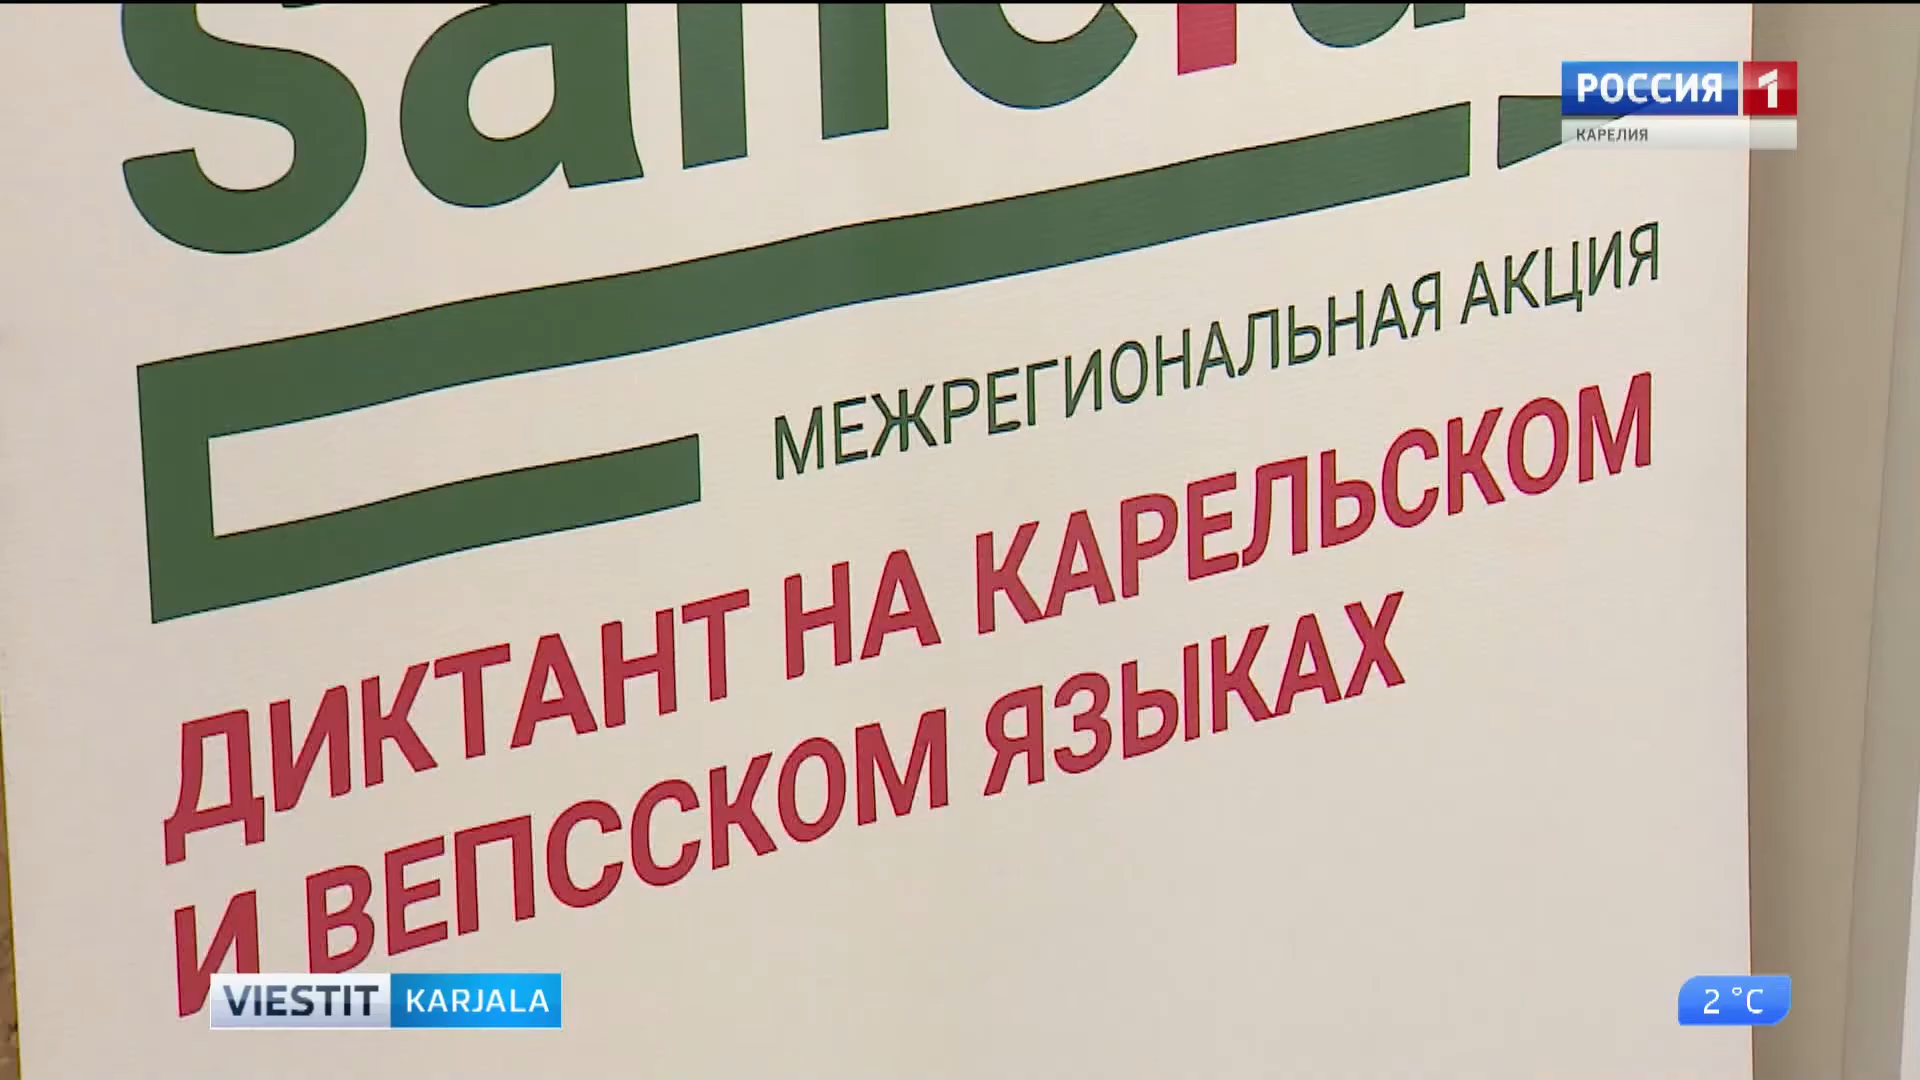 РОССИЯ 1
КАРЕЛИЯ
МЕЖРЕГИОНАЛЬНАЯ АКЦИЯ
ДИКТАНТ НА КАРЕЛЬСКОМ
И ВЕПССКОМ ЯЗЫКАХ
VIESTIT KARJALA
2 °C